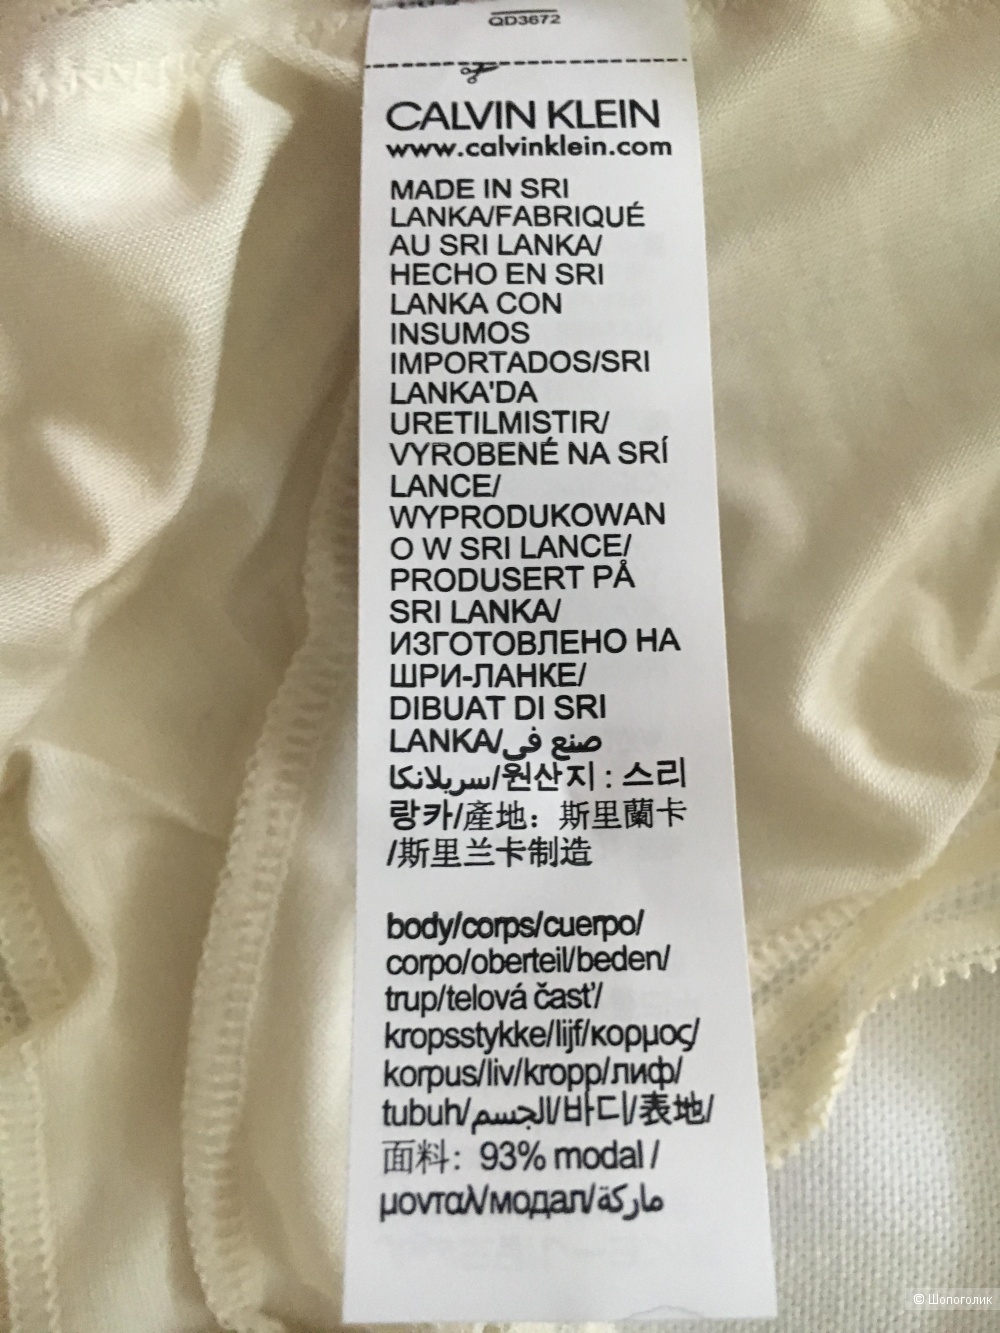 QD3672
CALVIN KLEIN
www.calvinklein.com
MADE IN SRI
LANKA/FABRIQUÉ
AU SRI LANKA/
HECHO EN SRI
LANKA CON
INSUMOS
IMPORTADOS/SRI
LANKA'DA
URETILMISTIR/
VYROBENÉ NA SRÍ
LANCE/
WYPRODUKOWAN
O W SRI LANCE/
PRODUSERT PÅ
SRI LANKA/
ИЗГОТОВЛЕНО НА
ШРИ-ЛАНКЕ/
DIBUAT DI SRI
LANKA/صنع في
سريلانكا/원산지 : 스리
랑카/產地：斯里蘭卡
/斯里兰卡制造
body/corps/cuerpo/
corpo/oberteil/beden/
trup/telová časť/
kropsstykke/lijf/κορμος/
korpus/liv/kropp/лиф/
tubuh/الجسم/바디/表地/
面料：93% modal /
μονταλ/модал/ماركة
© Шопоголик